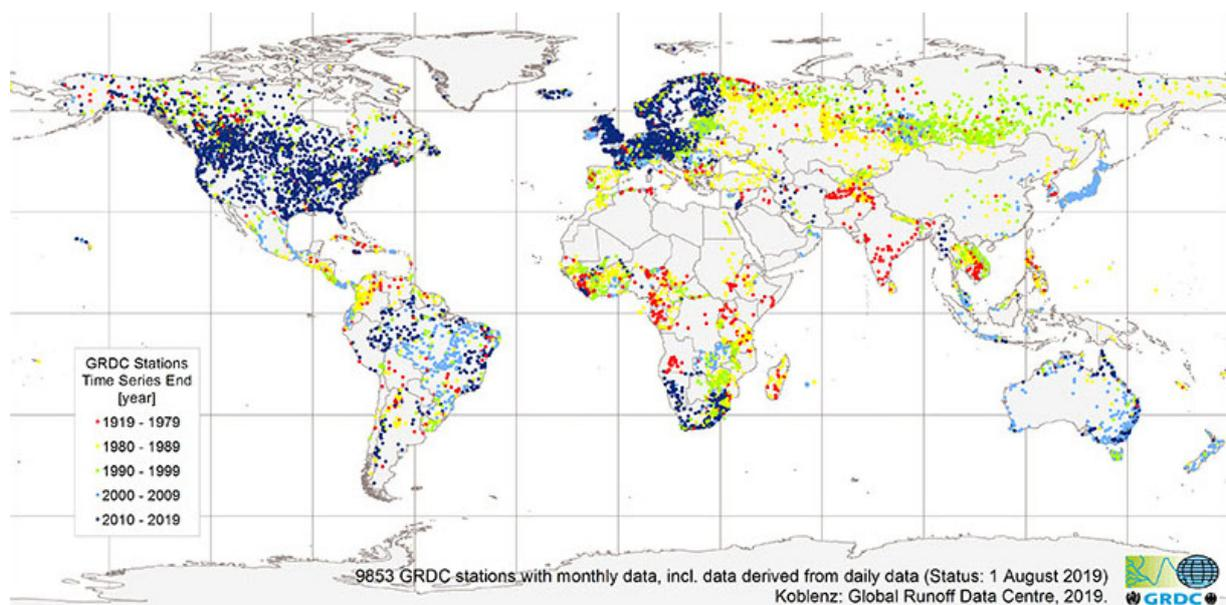 GRDC Stations
Time Series End
[year]
1919 - 1979
1980 - 1989
1990 - 1999
2000 - 2009
2010 - 2019
9853 GRDC stations with monthly data, incl. data derived from daily data (Status: 1 August 2019)
Koblenz: Global Runoff Data Centre, 2019.
GRDC